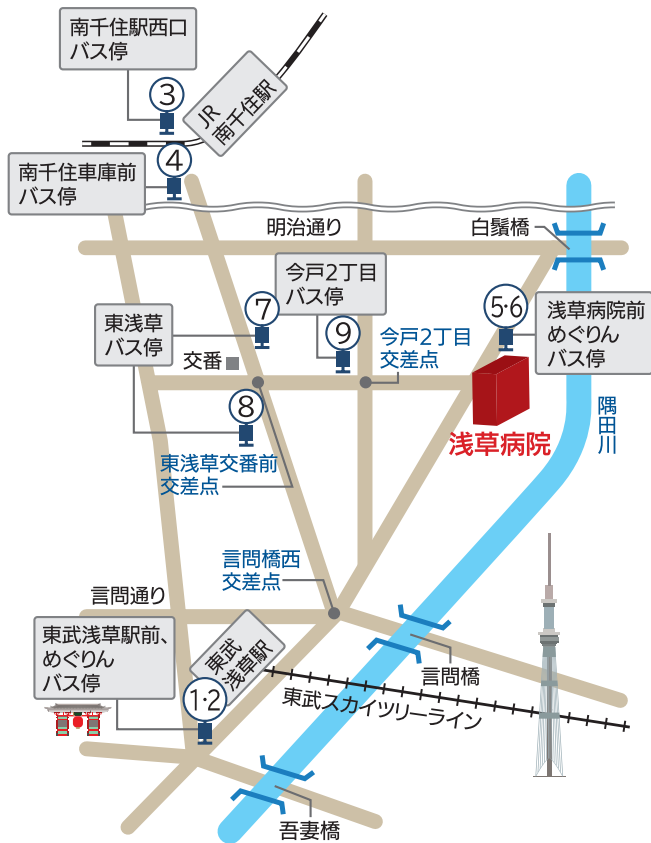 南千住駅西口
バス停
③
JR
南千住駅
④
南千住車庫前
バス停
明治通り
白鬚橋
今戸2丁目
バス停
⑦
⑨
5・6
浅草病院前
めぐりん
バス停
東浅草
バス停
今戸2丁目
交差点
交番
⑧
浅草病院
隅田川
東浅草交番前
交差点
言問橋西
交差点
言問通り
東武浅草駅前、
めぐりん
バス停
東武
浅草駅
1・2
言問橋
東武スカイツリーライン
吾妻橋